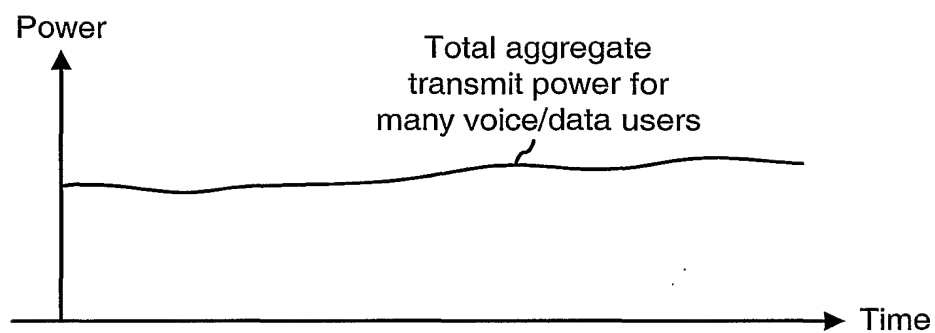 Power
Total aggregate
transmit power for
many voice/data users
Time